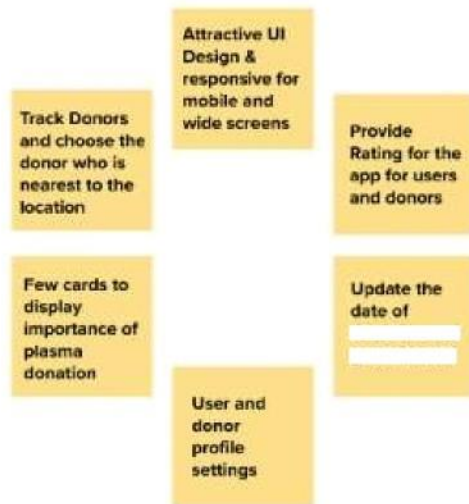 Attractive UI
Design &
responsive for
mobile and
wide screens
Track Donors
and choose the
donor who is
nearest to the
location
Provide
Rating for the
app for users
and donors
Few cards to
display
importance of
plasma
donation
Update the
date of
User and
donor
profile
settings